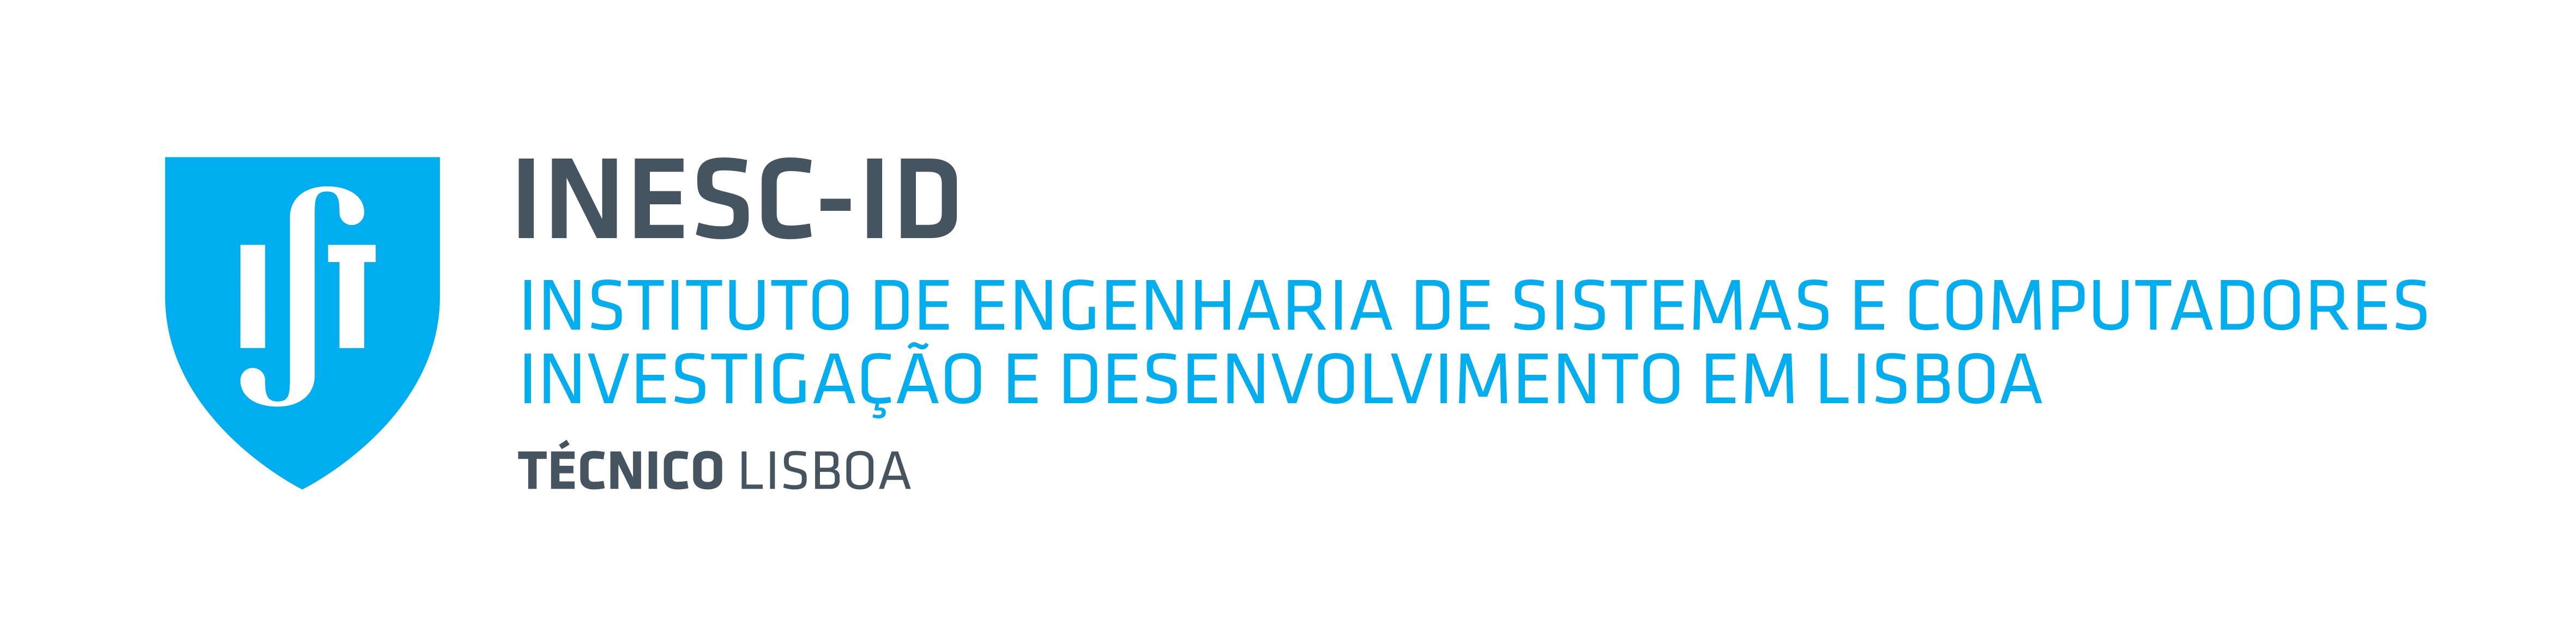 IST
INESC-ID
INSTITUTO DE ENGENHARIA DE SISTEMAS E COMPUTADORES
INVESTIGAÇÃO E DESENVOLVIMENTO EM LISBOA
TÉCNICO LISBOA